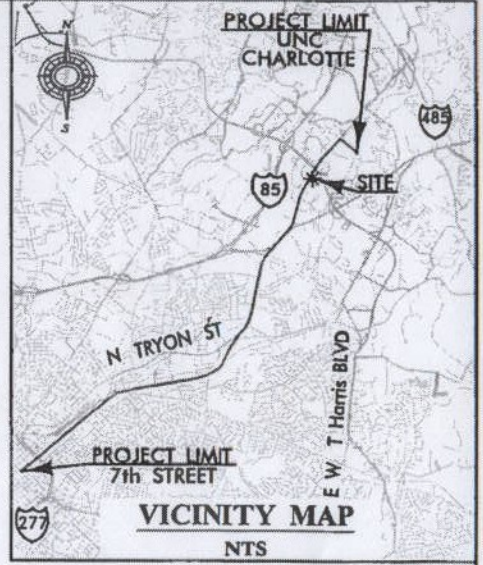 N
S
PROJECT LIMIT
UNC
CHARLOTTE
485
85
SITE
N TRYON ST
E W T Harris BLVD
PROJECT LIMIT
7th STREET
277
VICINITY MAP
NTS